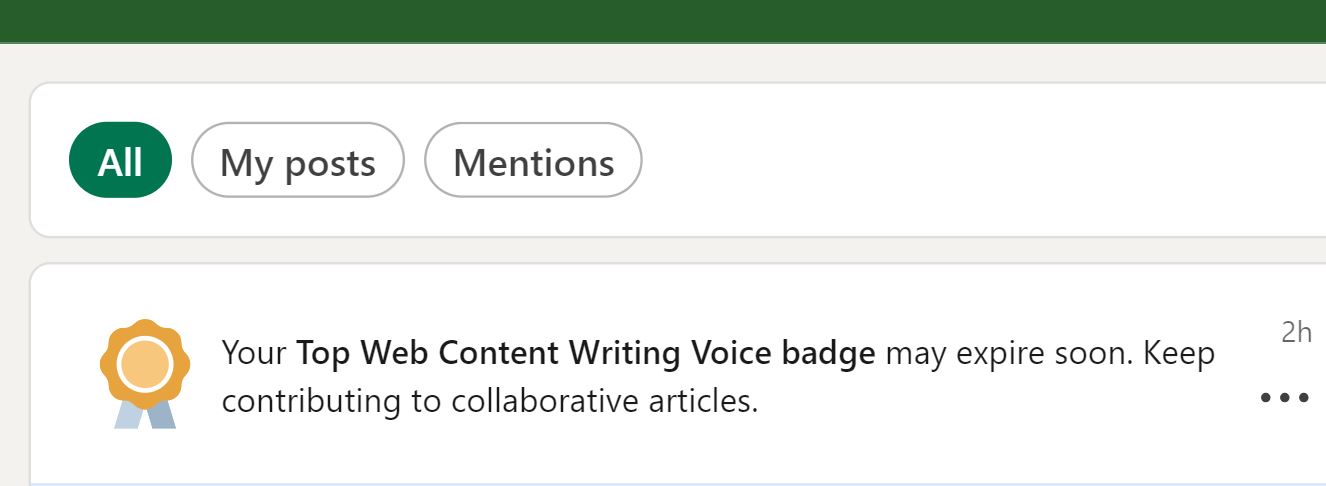 All
My posts
Mentions
2h
Your Top Web Content Writing Voice badge may expire soon. Keep
contributing to collaborative articles.